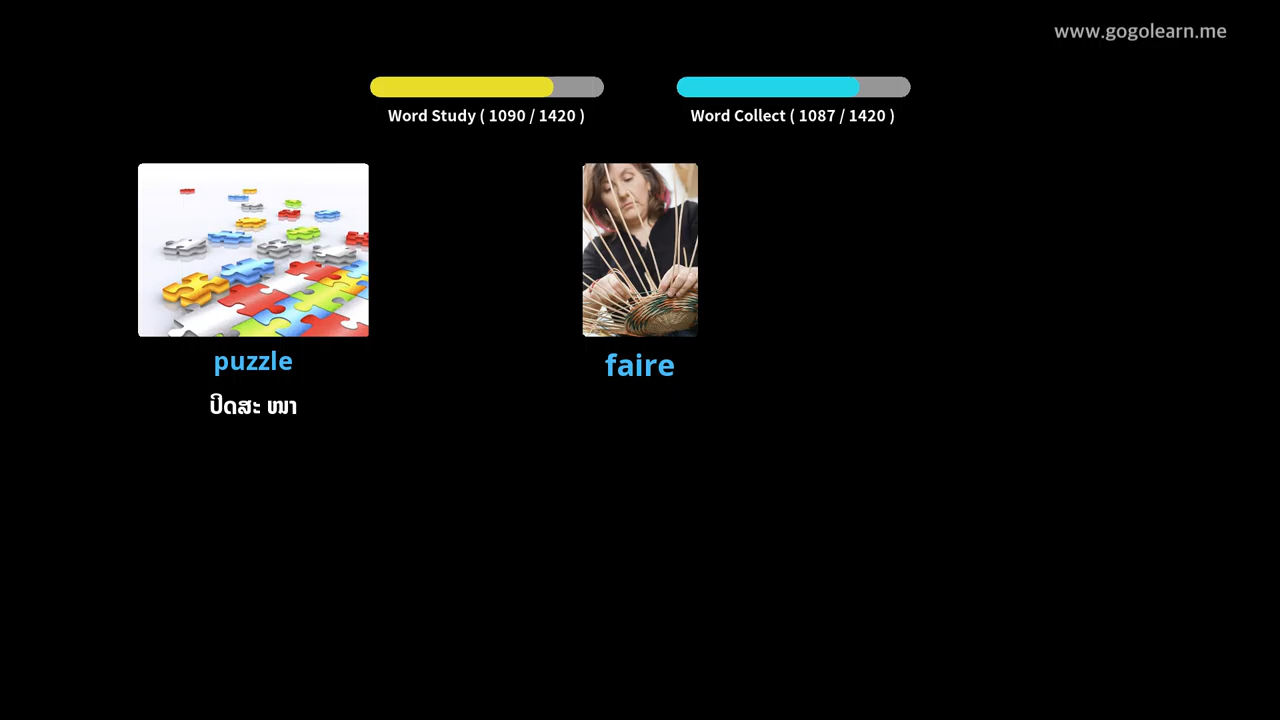 www.gogolearn.me
Word Study ( 1090 / 1420 )
Word Collect ( 1087 / 1420 )
puzzle
ປິດສະ ໜາ
faire